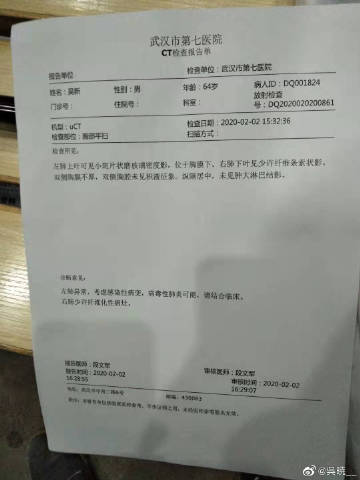 武汉市第七医院
CT检查报告单
报告单位： 检查单位：武汉市第七医院
姓名：吴昕 性别：男 年龄：64岁 病人ID：DQ001824
门诊号： 住院号： 科室： 放射检查号：DQ2020020200861
机型：uCT 检查日期：2020-02-02 15:32:36
检查部位：胸部平扫 扫描方式：
检查所见：
左肺上叶可见小斑片状磨玻璃密度影，位于胸膜下，右肺下叶见少许纤维条索状影，
双侧胸膜不厚，双侧胸腔未见积液征象。纵隔居中，未见肿大淋巴结影。
诊断意见：
左肺异常，考虑感染性病变，病毒性肺炎可能，请结合临床。
右肺少许纤维化性病灶。
报告医师：段文军 审核医师：段文军
报告时间：2020-02-02 16:28:55 审核时间：2020-02-02 16:29:07
地址：武汉市中南二路6号 邮编：430063
@吳曉__